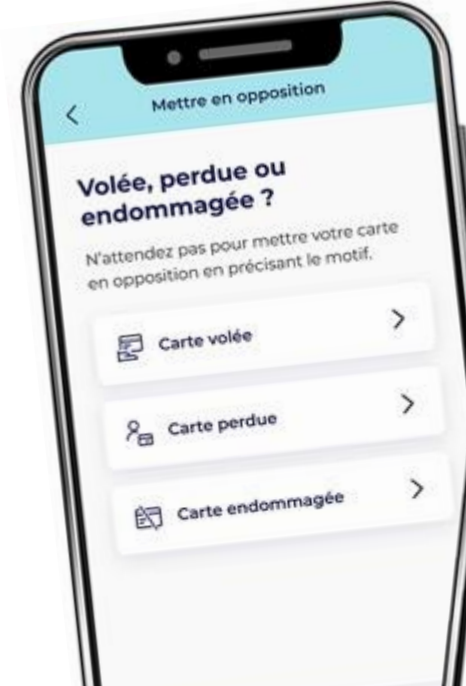 Mettre en opposition
Volée, perdue ou
endommagée ?
N'attendez pas pour mettre votre carte
en opposition en précisant le motif.
Carte volée
Carte perdue
Carte endommagée